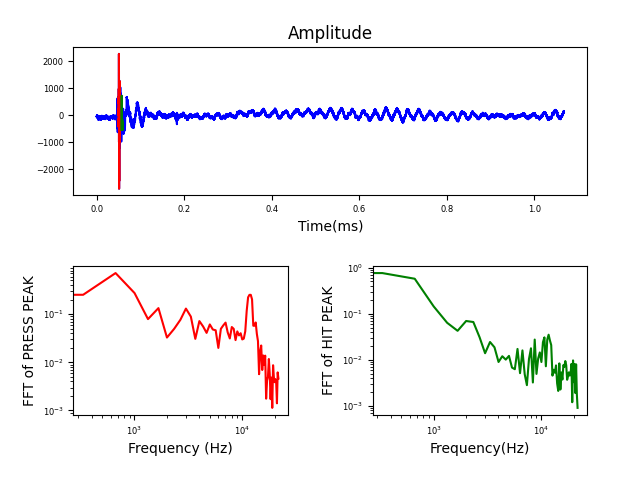 Amplitude
2000
1000
0
−1000
−2000
0.0 0.2 0.4 0.6 0.8 1.0
Time(ms)
FFT of PRESS PEAK
10⁻¹
10⁻²
10⁻³
10³ 10⁴
Frequency (Hz)
FFT of HIT PEAK
10⁰
10⁻¹
10⁻²
10⁻³
10³ 10⁴
Frequency(Hz)